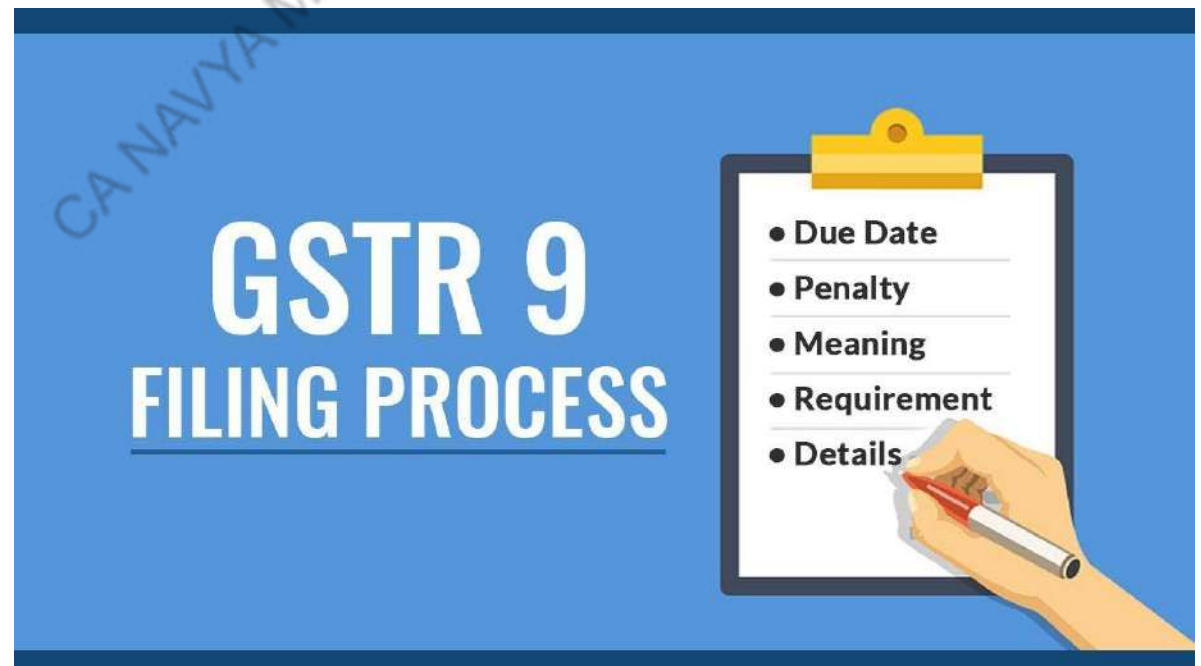 CA NAVYA M
GSTR 9
FILING PROCESS
• Due Date
• Penalty
• Meaning
• Requirement
• Details